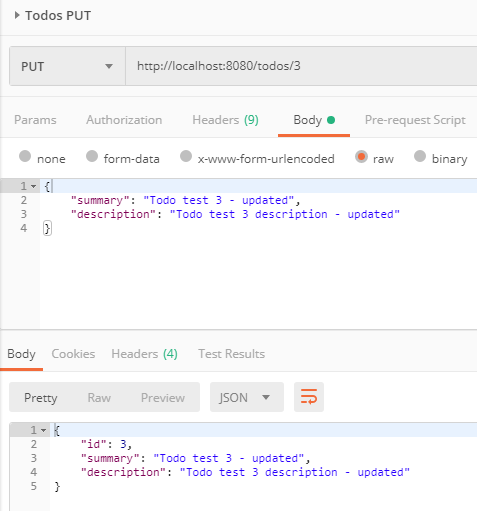 Todos PUT
PUT http://localhost:8080/todos/3
Params Authorization Headers (9) Body Pre-request Script
none form-data x-www-form-urlencoded raw binary
1 {
2 "summary": "Todo test 3 - updated",
3 "description": "Todo test 3 description - updated"
4 }
Body Cookies Headers (4) Test Results
Pretty Raw Preview JSON
1 {
2 "id": 3,
3 "summary": "Todo test 3 - updated",
4 "description": "Todo test 3 description - updated"
5 }